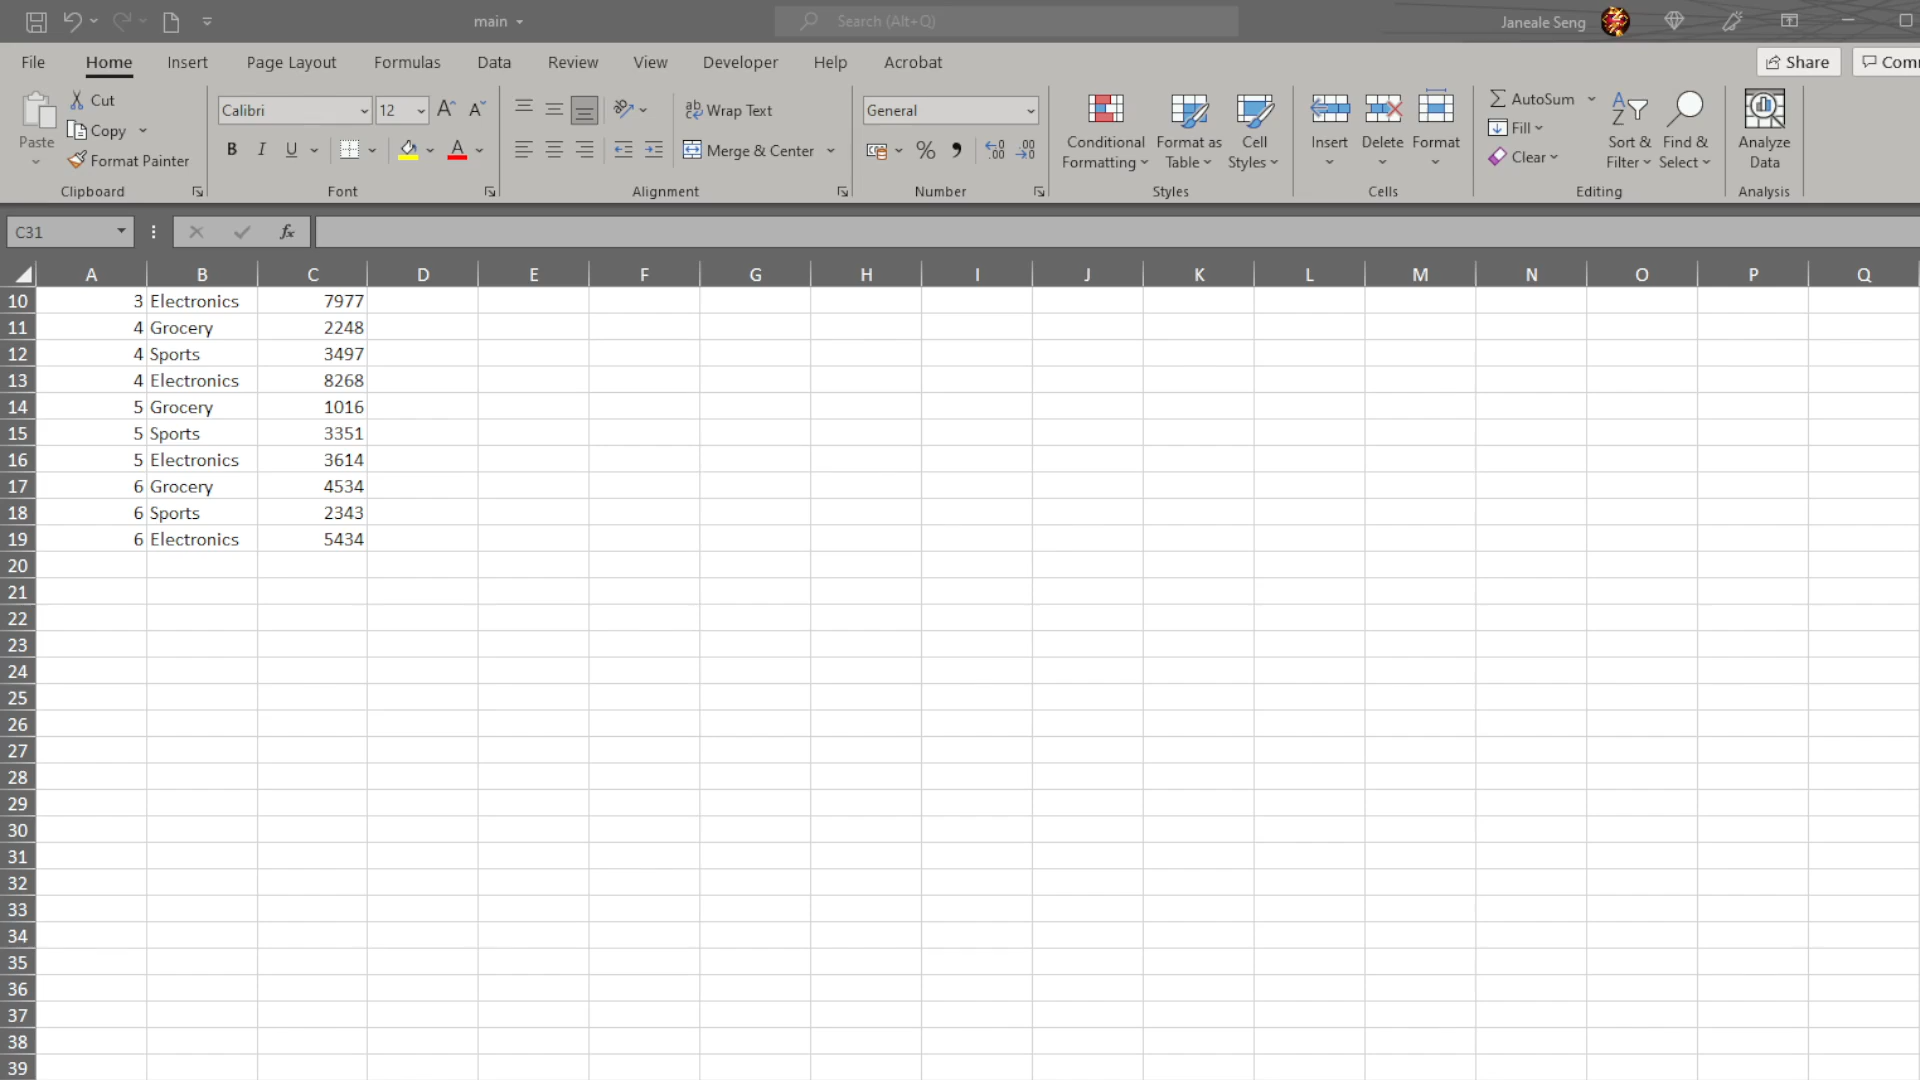 main
Search (Alt+Q)
Janeale Seng
File Home Insert Page Layout Formulas Data Review View Developer Help Acrobat
Share
Com
Paste
Cut
Copy
Format Painter
Clipboard
Calibri
12
B I U
Font
Wrap Text
Merge & Center
Alignment
General
Number
Conditional Formatting
Format as Table
Cell Styles
Styles
Insert
Delete
Format
Cells
AutoSum
Fill
Clear
Sort & Filter
Find & Select
Editing
Analyze Data
Analysis
C31
fx
A B C D E F G H I J K L M N O P Q
10 3 Electronics 7977
11 4 Grocery 2248
12 4 Sports 3497
13 4 Electronics 8268
14 5 Grocery 1016
15 5 Sports 3351
16 5 Electronics 3614
17 6 Grocery 4534
18 6 Sports 2343
19 6 Electronics 5434
20
21
22
23
24
25
26
27
28
29
30
31
32
33
34
35
36
37
38
39